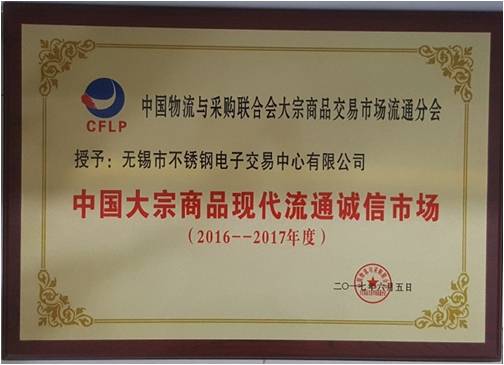 CFLP
中国物流与采购联合会大宗商品交易市场流通分会
授予：无锡市不锈钢电子交易中心有限公司
中国大宗商品现代流通诚信市场
（2016--2017年度）
二〇一七年六月五日